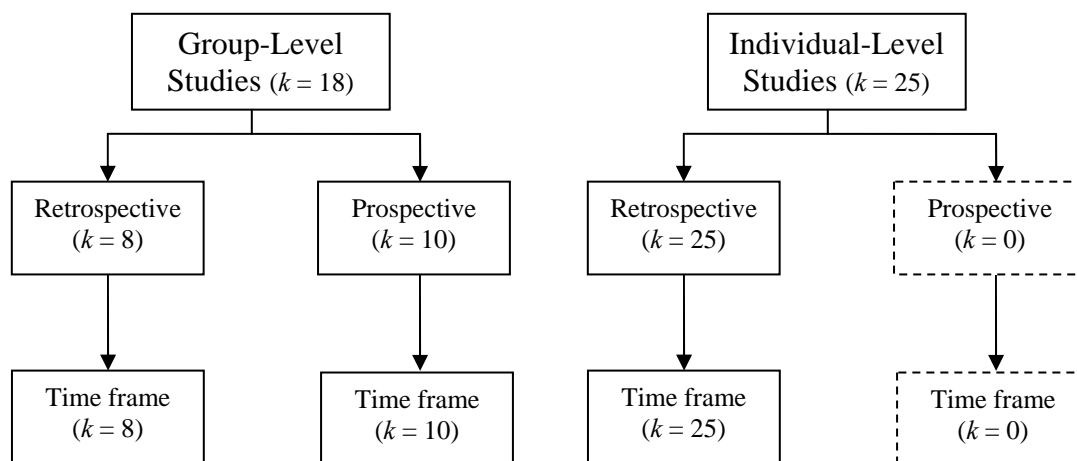 Group-Level
Studies (k = 18)
Individual-Level
Studies (k = 25)
Retrospective
(k = 8)
Prospective
(k = 10)
Retrospective
(k = 25)
Prospective
(k = 0)
Time frame
(k = 8)
Time frame
(k = 10)
Time frame
(k = 25)
Time frame
(k = 0)